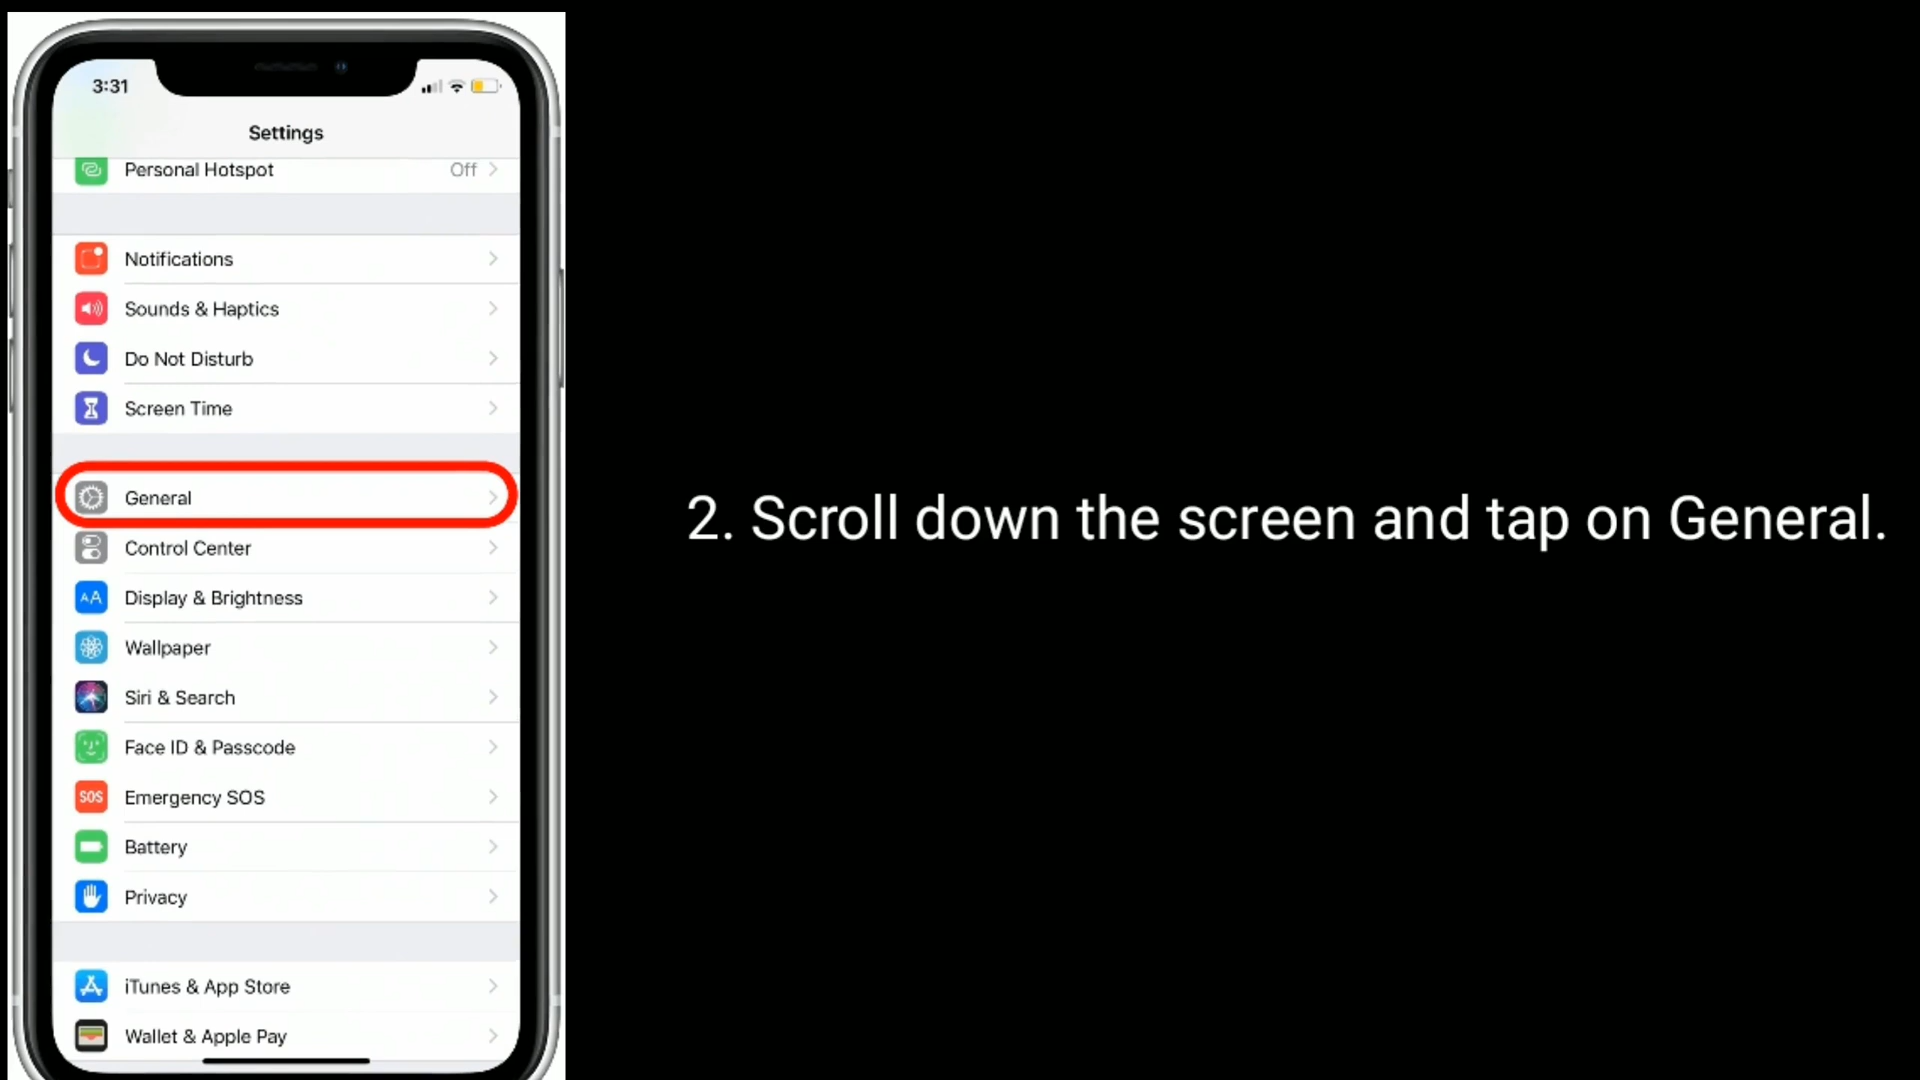 3:31
Settings
Personal Hotspot Off
Notifications
Sounds & Haptics
Do Not Disturb
Screen Time
General
Control Center
AA Display & Brightness
Wallpaper
Siri & Search
Face ID & Passcode
SOS Emergency SOS
Battery
Privacy
iTunes & App Store
Wallet & Apple Pay
2. Scroll down the screen and tap on General.